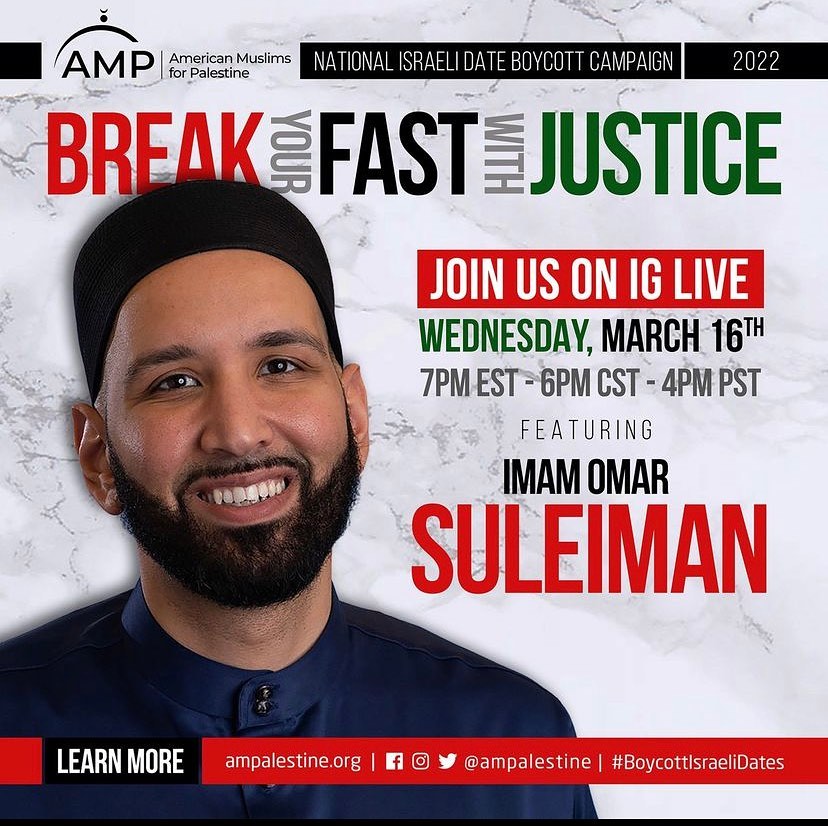 AMP
American Muslims
for Palestine
NATIONAL ISRAELI DATE BOYCOTT CAMPAIGN
2022
BREAK YOUR FAST WITH JUSTICE
JOIN US ON IG LIVE
WEDNESDAY, MARCH 16TH
7PM EST - 6PM CST - 4PM PST
FEATURING
IMAM OMAR
SULEIMAN
LEARN MORE
ampalestine.org | @ampalestine | #BoycottIsraeliDates